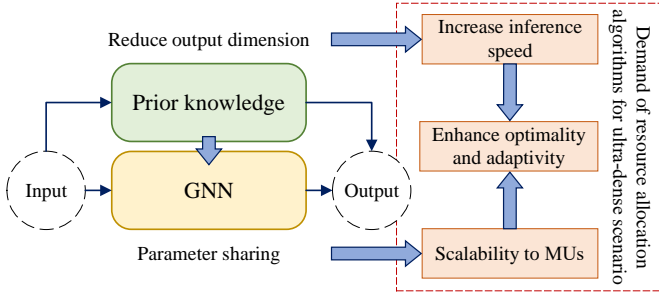 Reduce output dimension
Prior knowledge
Input
GNN
Output
Parameter sharing
Increase inference
speed
Enhance optimality
and adaptivity
Scalability to MUs
Demand of resource allocation
algorithms for ultra-dense scenario